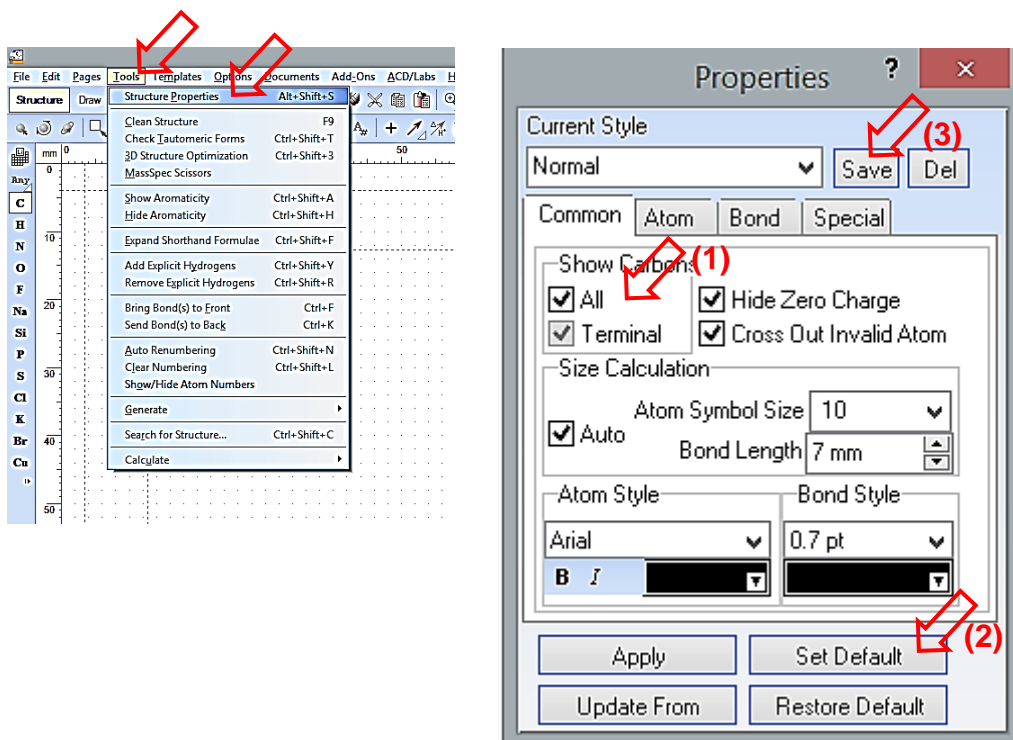 File Edit Pages Tools Templates Options Documents Add-Ons ACD/Labs H
Structure Draw
Structure Properties Alt+Shift+S
Clean Structure F9
Check Tautomeric Forms Ctrl+Shift+T
3D Structure Optimization Ctrl+Shift+3
MassSpec Scissors
Show Aromaticity Ctrl+Shift+A
Hide Aromaticity Ctrl+Shift+H
Expand Shorthand Formulae Ctrl+Shift+F
Add Explicit Hydrogens Ctrl+Shift+Y
Remove Explicit Hydrogens Ctrl+Shift+R
Bring Bond(s) to Front Ctrl+F
Send Bond(s) to Back Ctrl+K
Auto Renumbering Ctrl+Shift+N
Clear Numbering Ctrl+Shift+L
Show/Hide Atom Numbers
Generate
Search for Structure... Ctrl+Shift+C
Calculate
mm 0 50
0
10
20
30
40
50
Any
C
H
N
O
F
Na
Si
P
S
Cl
K
Br
Cu
Properties ? ×
Current Style
(3)
Normal Save Del
Common Atom Bond Special
Show Carbons (1)
All Hide Zero Charge
Terminal Cross Out Invalid Atom
Size Calculation
Atom Symbol Size 10
Auto
Bond Length 7 mm
Atom Style Bond Style
Arial 0.7 pt
B I
(2)
Apply Set Default
Update From Restore Default